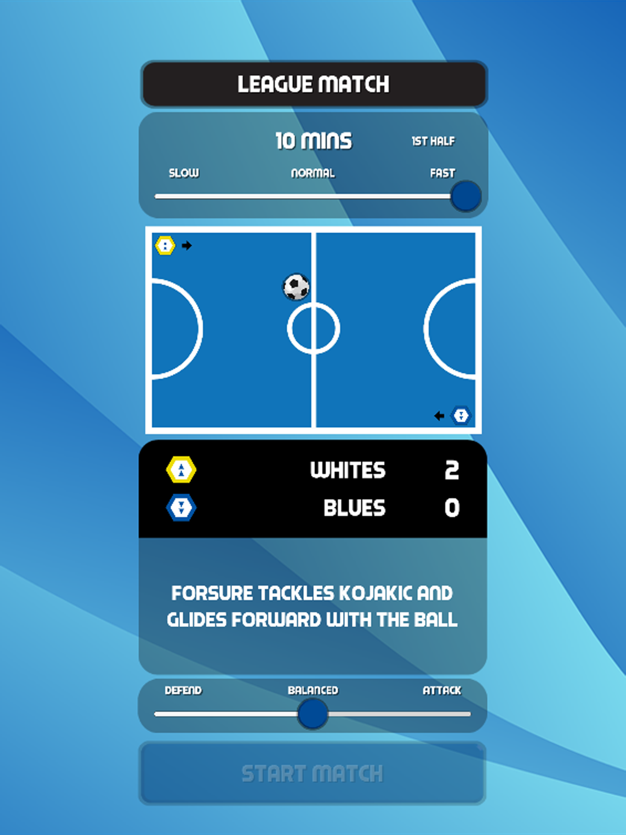 LEAGUE MATCH
10 MINS 1ST HALF
SLOW NORMAL FAST
WHITES 2
BLUES 0
FORSURE TACKLES KOJAKIC AND
GLIDES FORWARD WITH THE BALL
DEFEND BALANCED ATTACK
START MATCH